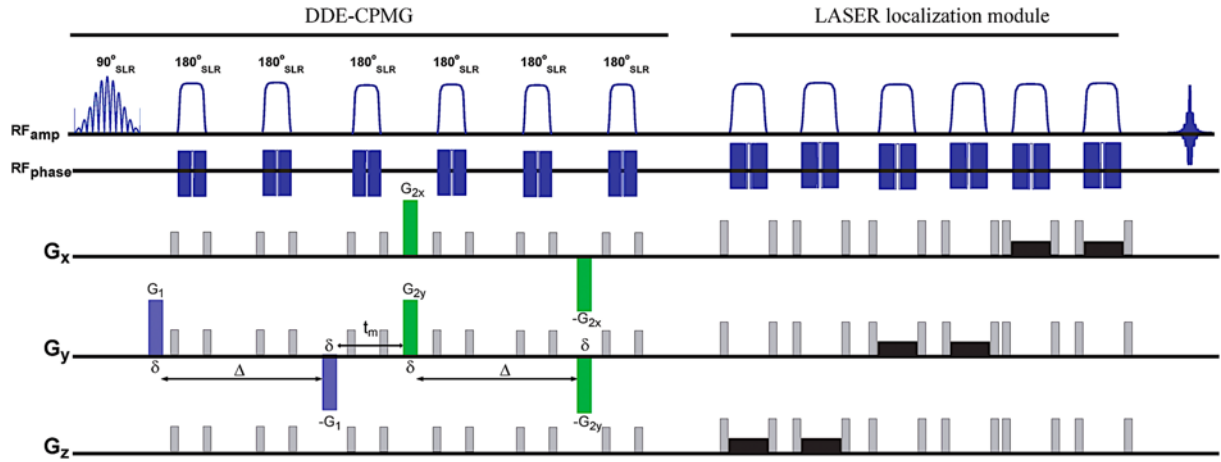 DDE-CPMG LASER localization module
90°SLR 180°SLR 180°SLR 180°SLR 180°SLR 180°SLR 180°SLR
RFamp
RFphase
G2x
Gx
G1 G2y -G2x
tm
Gy δ δ δ δ
Δ Δ
-G1 -G2y
Gz